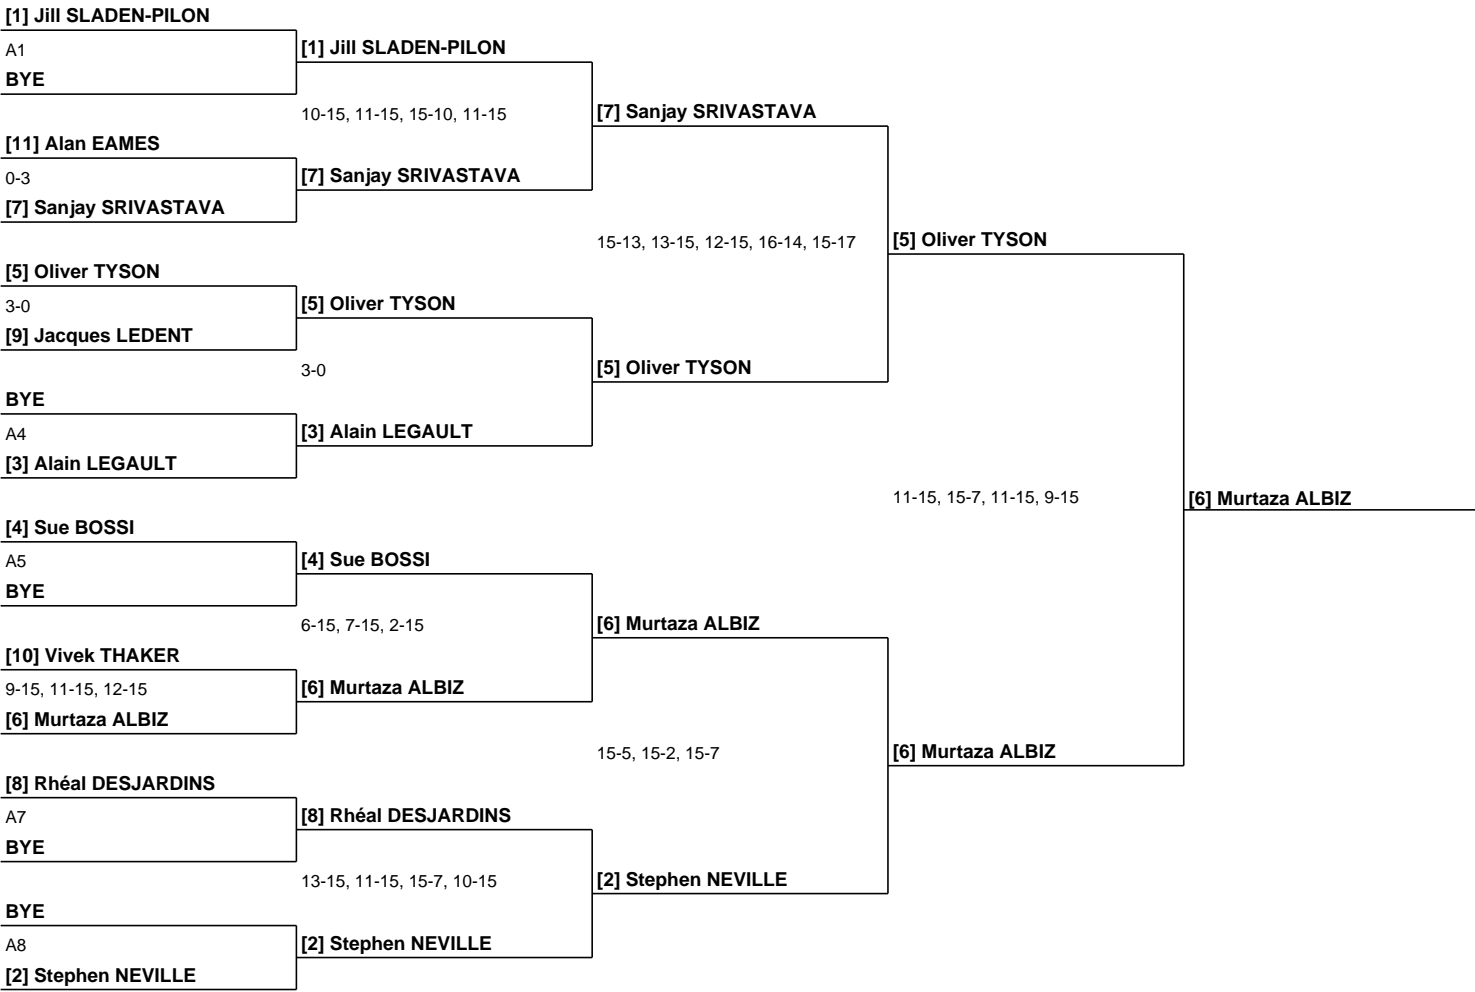 [1] Jill SLADEN-PILON
A1
BYE
[11] Alan EAMES
0-3
[7] Sanjay SRIVASTAVA
[5] Oliver TYSON
3-0
[9] Jacques LEDENT
BYE
A4
[3] Alain LEGAULT
[4] Sue BOSSI
A5
BYE
[10] Vivek THAKER
9-15, 11-15, 12-15
[6] Murtaza ALBIZ
[8] Rhéal DESJARDINS
A7
BYE
BYE
A8
[2] Stephen NEVILLE
[1] Jill SLADEN-PILON
10-15, 11-15, 15-10, 11-15
[7] Sanjay SRIVASTAVA
[5] Oliver TYSON
3-0
[3] Alain LEGAULT
[4] Sue BOSSI
6-15, 7-15, 2-15
[6] Murtaza ALBIZ
[8] Rhéal DESJARDINS
13-15, 11-15, 15-7, 10-15
[2] Stephen NEVILLE
[7] Sanjay SRIVASTAVA
15-13, 13-15, 12-15, 16-14, 15-17
[5] Oliver TYSON
[6] Murtaza ALBIZ
15-5, 15-2, 15-7
[2] Stephen NEVILLE
[5] Oliver TYSON
11-15, 15-7, 11-15, 9-15
[6] Murtaza ALBIZ
[6] Murtaza ALBIZ